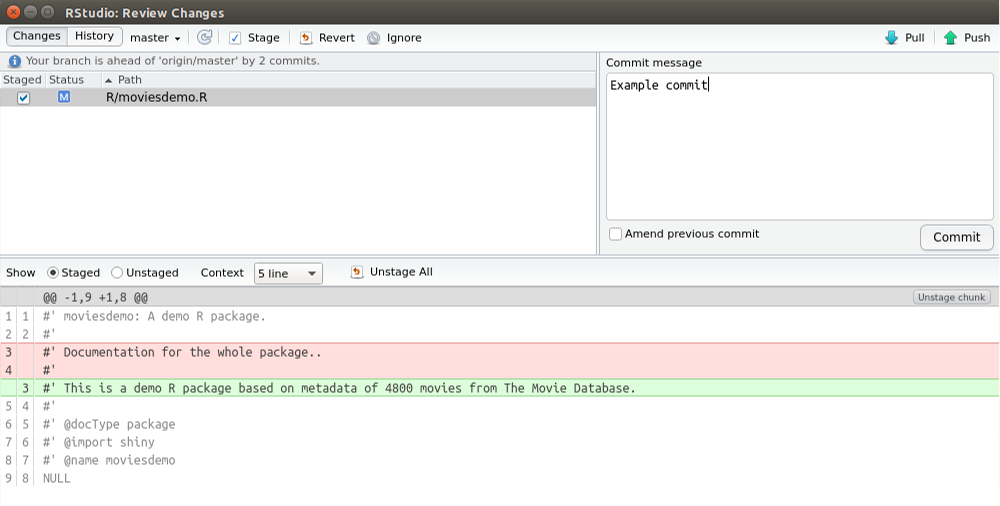 RStudio: Review Changes
Changes History master Stage Revert Ignore Pull Push
Your branch is ahead of 'origin/master' by 2 commits.
Staged Status Path
M R/moviesdemo.R
Commit message
Example commit
Amend previous commit
Commit
Show Staged Unstaged Context 5 line Unstage All
@@ -1,9 +1,8 @@ Unstage chunk
1 1 #' moviesdemo: A demo R package.
2 2 #'
3 #' Documentation for the whole package..
4 #'
3 #' This is a demo R package based on metadata of 4800 movies from The Movie Database.
5 4 #'
6 5 #' @docType package
7 6 #' @import shiny
8 7 #' @name moviesdemo
9 8 NULL